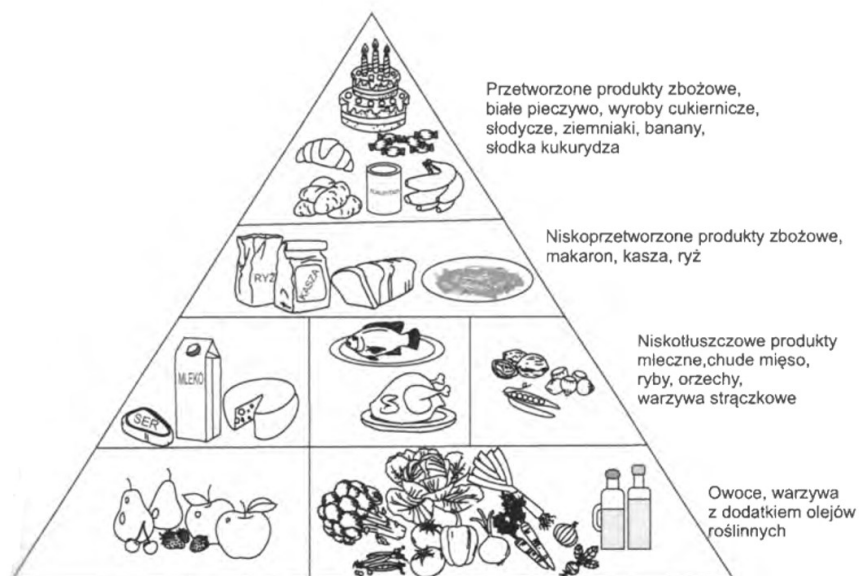 Przetworzone produkty zbożowe,
białe pieczywo, wyroby cukiernicze,
słodycze, ziemniaki, banany,
słodka kukurydza
KUKURYDZA
Niskoprzetworzone produkty zbożowe,
makaron, kasza, ryż
RYŻ
KASZA
Niskotłuszczowe produkty
mleczne,chude mięso,
ryby, orzechy,
warzywa strączkowe
MLEKO
SER
Owoce, warzywa
z dodatkiem olejów
roślinnych